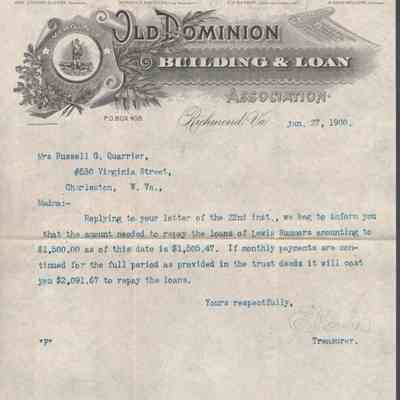 OLD DOMINION
BUILDING & LOAN
ASSOCIATION
P.O. BOX 408
Richmond, Va. Jun. 27, 1900.
Mrs Russell G. Quarrier,
Virginia Street,
Charleston, W. Va.,
Madam:-
Replying to your letter of the 22nd inst., we beg to inform you
that the amount needed to repay the loans of Lewis Summers amounting to
$1,500.00 as of this date is $1,505.47. If monthly payments are con-
tinued for the full period as provided in the trust deeds it will cost
you $2,091.67 to repay the loans.
Yours respectfully,
Treasurer.
*P*